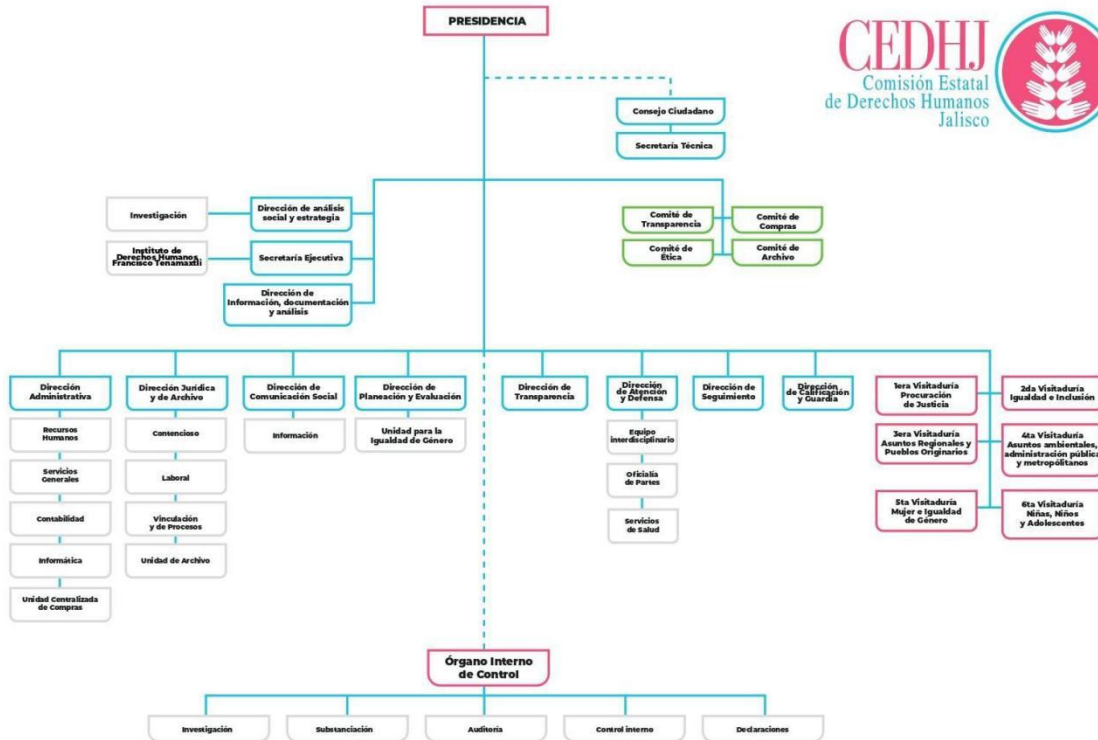 PRESIDENCIA
CEDHJ
Comisión Estatal
de Derechos Humanos
Jalisco
Consejo Ciudadano
Secretaría Técnica
Investigación
Dirección de análisis
social y estrategia
Instituto de
Derechos Humanos
Francisco Tenamaxtli
Secretaría Ejecutiva
Dirección de
Información, documentación
y análisis
Comité de
Transparencia
Comité de
Compras
Comité de
Ética
Comité de
Archivo
Dirección
Administrativa
Recursos
Humanos
Servicios
Generales
Contabilidad
Informática
Unidad Centralizada
de Compras
Dirección Jurídica
y de Archivo
Contencioso
Laboral
Vinculación
y de Procesos
Unidad de Archivo
Dirección de
Comunicación Social
Información
Dirección de
Planeación y Evaluación
Unidad para la
Igualdad de Género
Dirección de
Transparencia
Dirección
de Atención
y Defensa
Equipo
interdisciplinario
Oficialía
de Partes
Servicios
de Salud
Dirección de
Seguimiento
Dirección
de Calificación
y Guardia
1era Visitaduría
Procuración
de Justicia
2da Visitaduría
Igualdad e Inclusión
3era Visitaduría
Asuntos Regionales y
Pueblos Originarios
4ta Visitaduría
Asuntos ambientales,
administración pública
y metropólitanos
5ta Visitaduría
Mujer e Igualdad
de Género
6ta Visitaduría
Niñas, Niños
y Adolescentes
Órgano Interno
de Control
Investigación
Substanciación
Auditoría
Control interno
Declaraciones